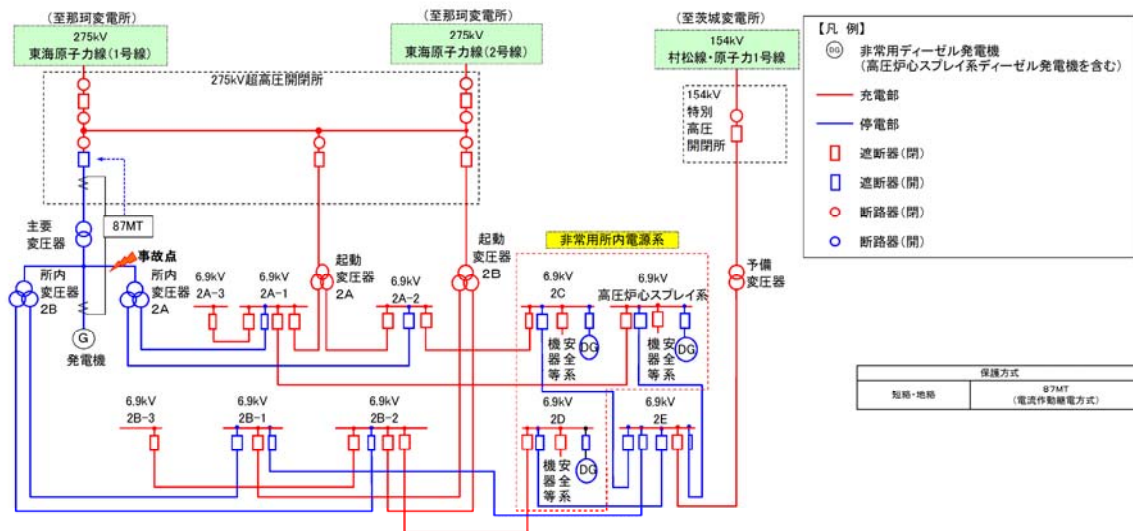 (至那珂変電所)
275kV
東海原子力線(1号線)
(至那珂変電所)
275kV
東海原子力線(2号線)
(至茨城変電所)
154kV
村松線・原子力1号線
275kV超高圧開閉所
154kV
特別
高圧
開閉所
【凡 例】
DG 非常用ディーゼル発電機
(高圧炉心スプレイ系ディーゼル発電機を含む)
充電部
停電部
遮断器(閉)
遮断器(開)
断路器(閉)
断路器(開)
87MT
主要
変圧器
事故点
所内
変圧器
2B
所内
変圧器
2A
G
発電機
起動
変圧器
2A
起動
変圧器
2B
予備
変圧器
非常用所内電源系
6.9kV
2A-3
6.9kV
2A-1
6.9kV
2A-2
6.9kV
2C
6.9kV
高圧炉心スプレイ系
安全系
機器等
DG
安全系
機器等
DG
6.9kV
2B-3
6.9kV
2B-1
6.9kV
2B-2
6.9kV
2D
6.9kV
2E
安全系
機器等
DG
保護方式
短絡・地絡
87MT
(電流作動継電方式)